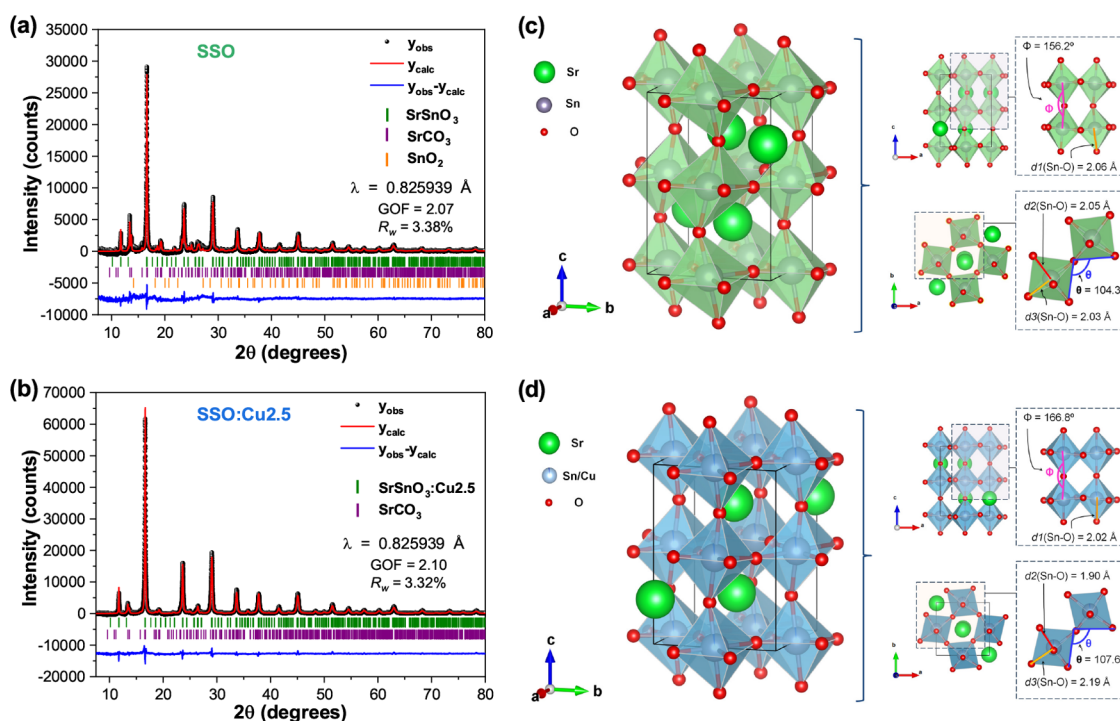 (a)
SSO
35000
30000
25000
20000
15000
10000
5000
0
-5000
-10000
Intensity (counts)
y_obs
y_calc
y_obs-y_calc
SrSnO₃
SrCO₃
SnO₂
λ = 0.825939 Å
GOF = 2.07
R_w = 3.38%
10 20 30 40 50 60 70 80
2θ (degrees)
(b)
SSO:Cu2.5
70000
60000
50000
40000
30000
20000
10000
0
-10000
-20000
Intensity (counts)
y_obs
y_calc
y_obs-y_calc
SrSnO₃:Cu2.5
SrCO₃
λ = 0.825939 Å
GOF = 2.10
R_w = 3.32%
10 20 30 40 50 60 70 80
2θ (degrees)
(c)
Sr
Sn
O
c
a
b
Φ = 156.2º
Φ
c
a
d1(Sn-O) = 2.06 Å
d2(Sn-O) = 2.05 Å
θ
θ = 104.3
b
a
d3(Sn-O) = 2.03 Å
(d)
Sr
Sn/Cu
O
c
a
b
Φ = 166.8º
Φ
c
a
d1(Sn-O) = 2.02 Å
d2(Sn-O) = 1.90 Å
θ
θ = 107.6
b
a
d3(Sn-O) = 2.19 Å